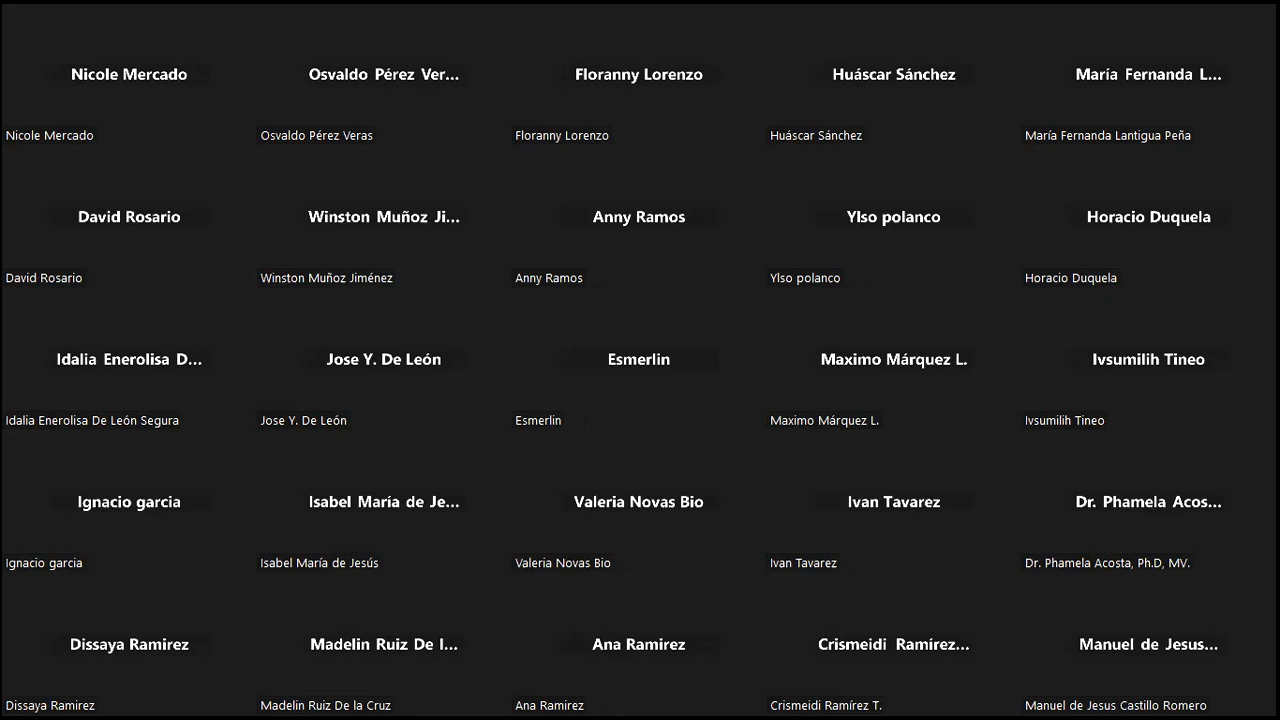 Nicole Mercado
Osvaldo Pérez Ver...
Floranny Lorenzo
Huáscar Sánchez
María Fernanda L...
Nicole Mercado
Osvaldo Pérez Veras
Floranny Lorenzo
Huáscar Sánchez
María Fernanda Lantigua Peña
David Rosario
Winston Muñoz Ji...
Anny Ramos
Ylso polanco
Horacio Duquela
David Rosario
Winston Muñoz Jiménez
Anny Ramos
Ylso polanco
Horacio Duquela
Idalia Enerolisa D...
Jose Y. De León
Esmerlin
Maximo Márquez L.
Ivsumilih Tineo
Idalia Enerolisa De León Segura
Jose Y. De León
Esmerlin
Maximo Márquez L.
Ivsumilih Tineo
Ignacio garcia
Isabel María de Je...
Valeria Novas Bio
Ivan Tavarez
Dr. Phamela Acos...
Ignacio garcia
Isabel María de Jesús
Valeria Novas Bio
Ivan Tavarez
Dr. Phamela Acosta, Ph.D, MV.
Dissaya Ramirez
Madelin Ruiz De l...
Ana Ramirez
Crismeidi Ramírez...
Manuel de Jesus...
Dissaya Ramirez
Madelin Ruiz De la Cruz
Ana Ramirez
Crismeidi Ramírez T.
Manuel de Jesus Castillo Romero